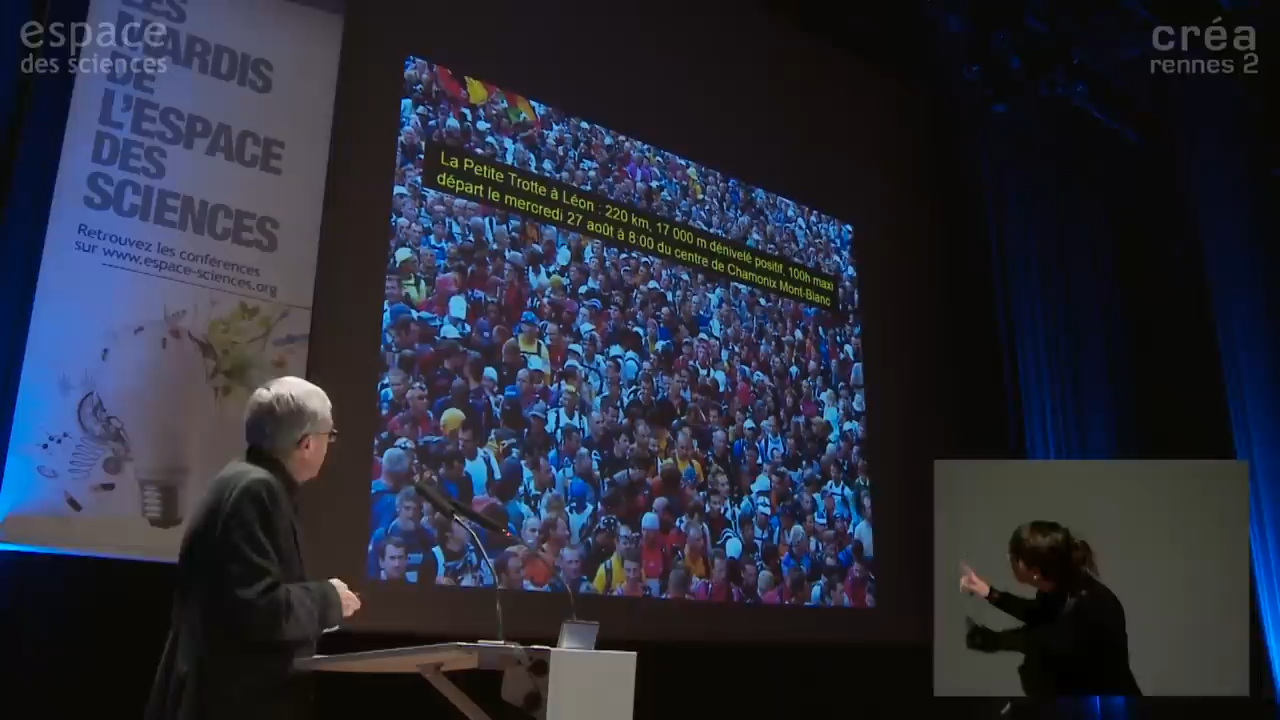 espace
des sciences
créa
rennes 2
LES
MARDIS
DE
L'ESPACE
DES
SCIENCES
Retrouvez les conférences
sur www.espace-sciences.org
La Petite Trotte à Léon : 220 km, 17 000 m dénivelé positif, 100h maxi
départ le mercredi 27 août à 8:00 du centre de Chamonix Mont-Blanc